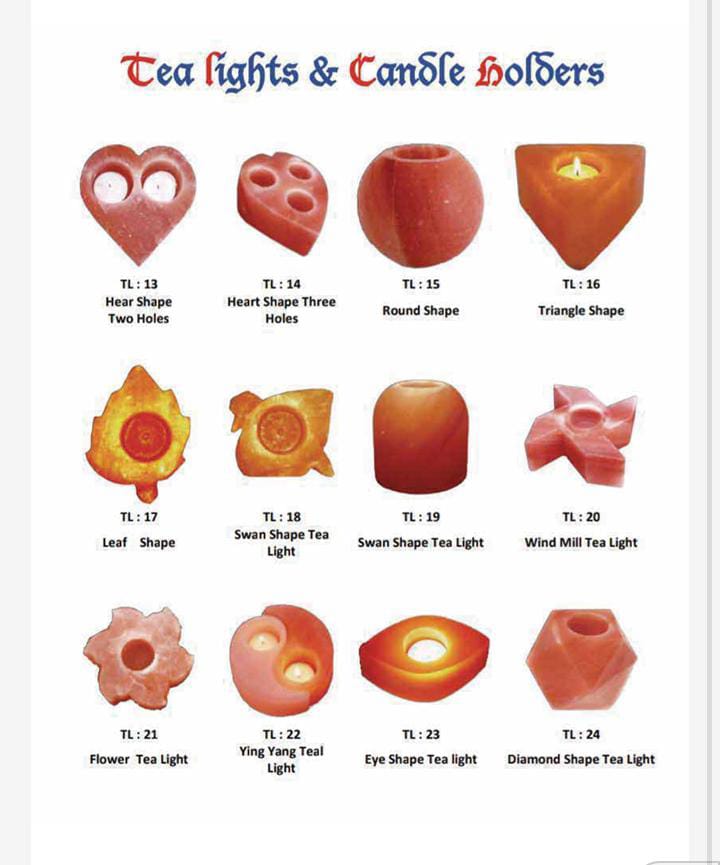 Tea lights & Candle Holders
TL : 13
Hear Shape
Two Holes
TL : 14
Heart Shape Three
Holes
TL : 15
Round Shape
TL : 16
Triangle Shape
TL : 17
Leaf Shape
TL : 18
Swan Shape Tea
Light
TL : 19
Swan Shape Tea Light
TL : 20
Wind Mill Tea Light
TL : 21
Flower Tea Light
TL : 22
Ying Yang Teal
Light
TL : 23
Eye Shape Tea light
TL : 24
Diamond Shape Tea Light